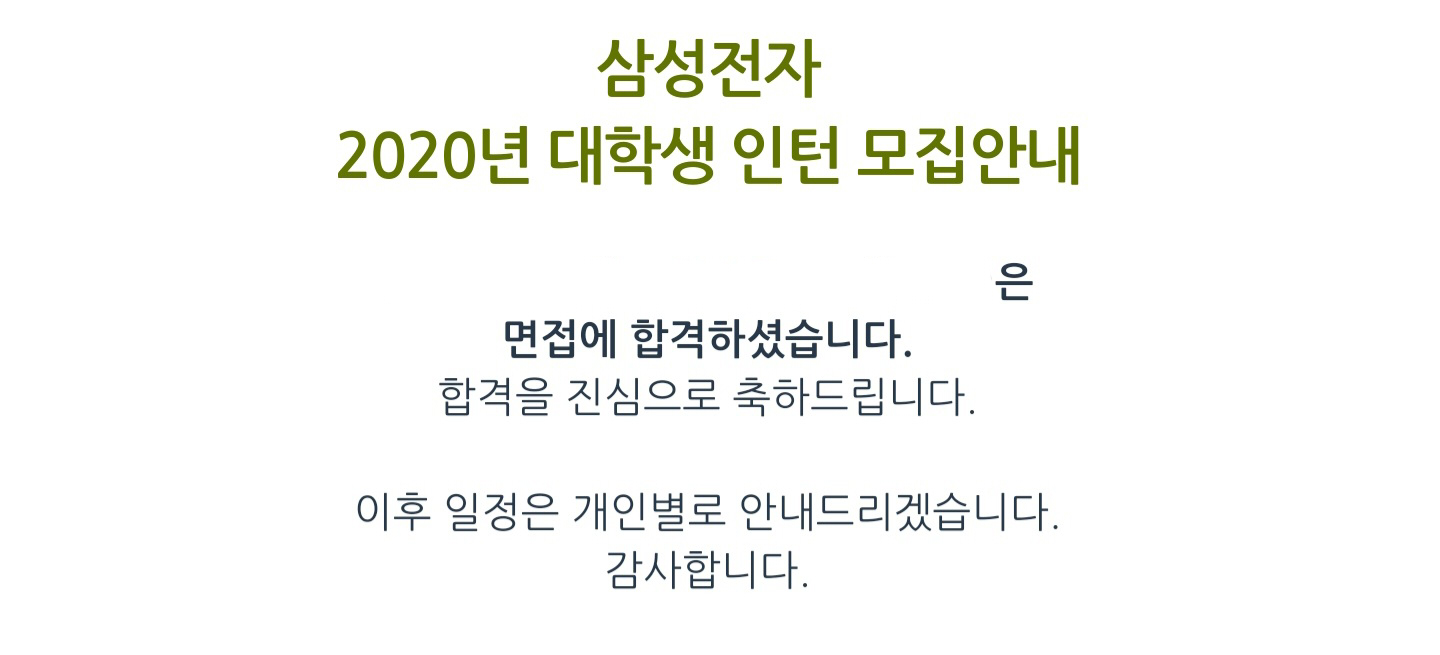 삼성전자
2020년 대학생 인턴 모집안내
은
면접에 합격하셨습니다.
합격을 진심으로 축하드립니다.
이후 일정은 개인별로 안내드리겠습니다.
감사합니다.